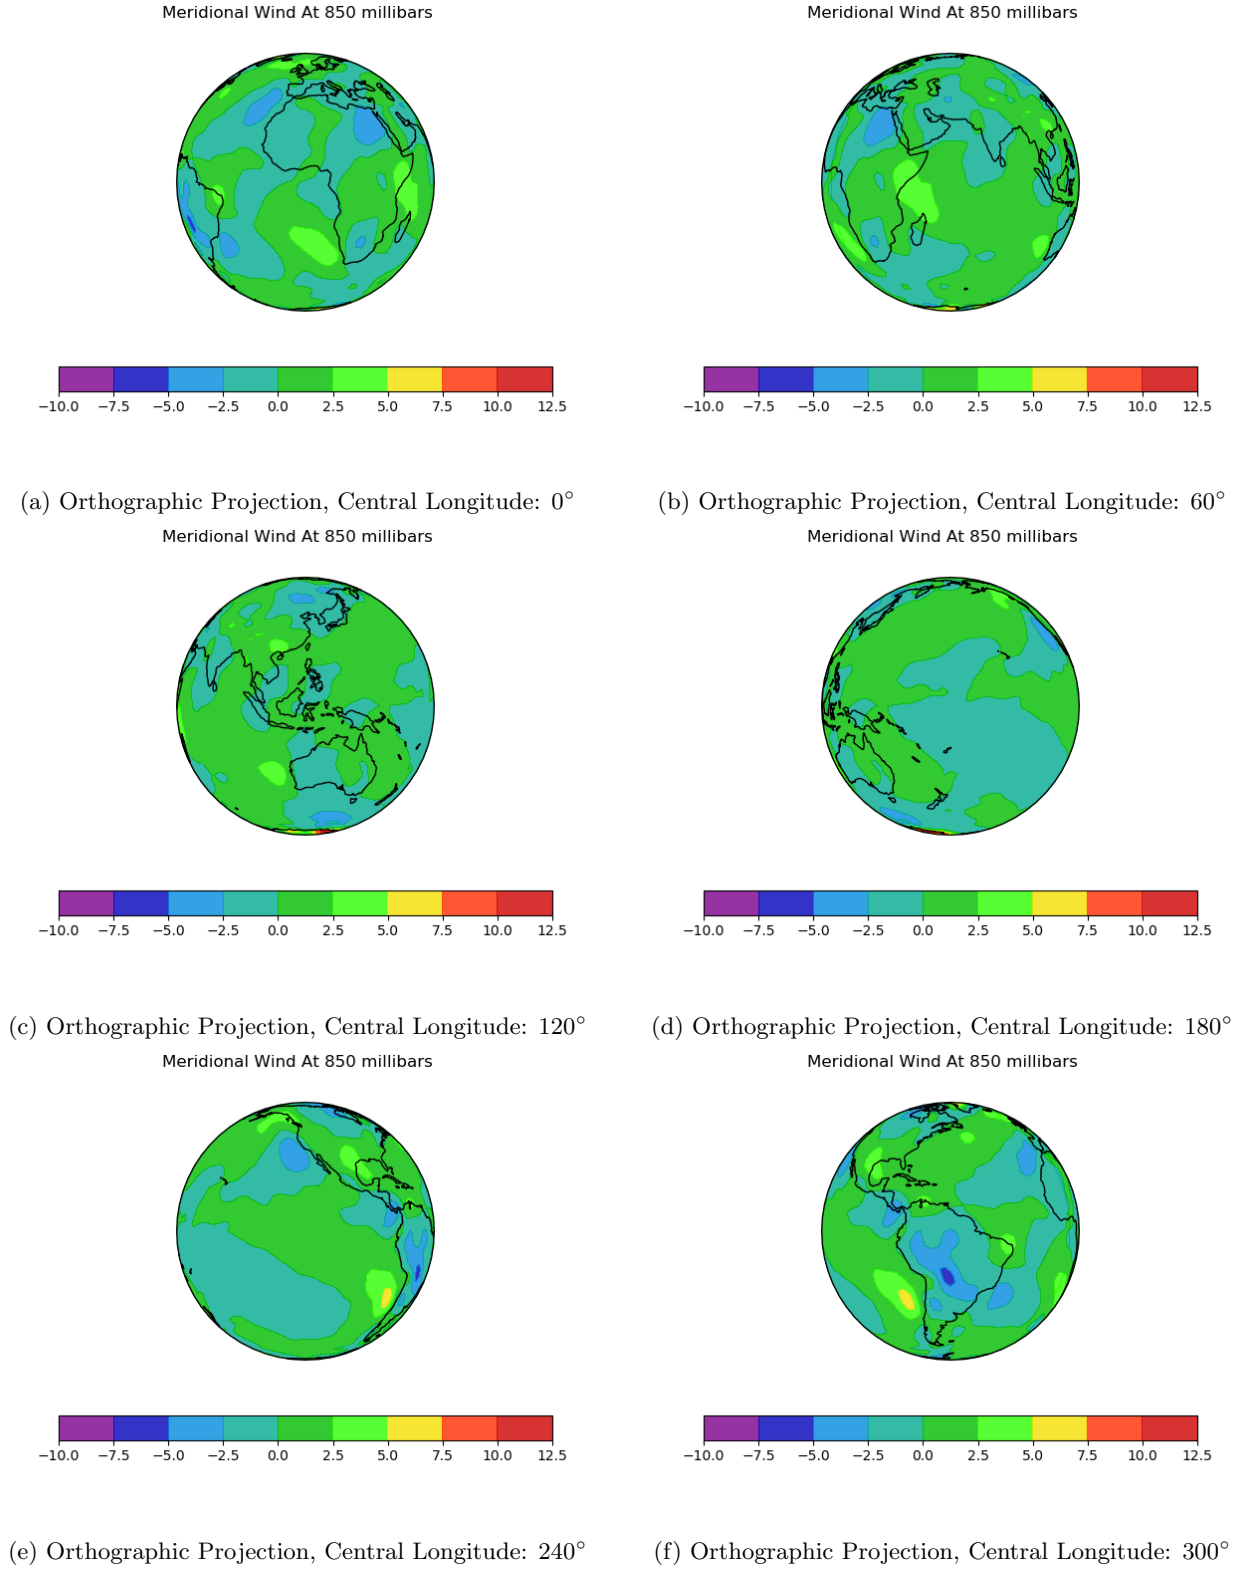 Meridional Wind At 850 millibars
−10.0 −7.5 −5.0 −2.5 0.0 2.5 5.0 7.5 10.0 12.5
(a) Orthographic Projection, Central Longitude: 0°
Meridional Wind At 850 millibars
−10.0 −7.5 −5.0 −2.5 0.0 2.5 5.0 7.5 10.0 12.5
(b) Orthographic Projection, Central Longitude: 60°
Meridional Wind At 850 millibars
−10.0 −7.5 −5.0 −2.5 0.0 2.5 5.0 7.5 10.0 12.5
(c) Orthographic Projection, Central Longitude: 120°
Meridional Wind At 850 millibars
−10.0 −7.5 −5.0 −2.5 0.0 2.5 5.0 7.5 10.0 12.5
(d) Orthographic Projection, Central Longitude: 180°
Meridional Wind At 850 millibars
−10.0 −7.5 −5.0 −2.5 0.0 2.5 5.0 7.5 10.0 12.5
(e) Orthographic Projection, Central Longitude: 240°
Meridional Wind At 850 millibars
−10.0 −7.5 −5.0 −2.5 0.0 2.5 5.0 7.5 10.0 12.5
(f) Orthographic Projection, Central Longitude: 300°